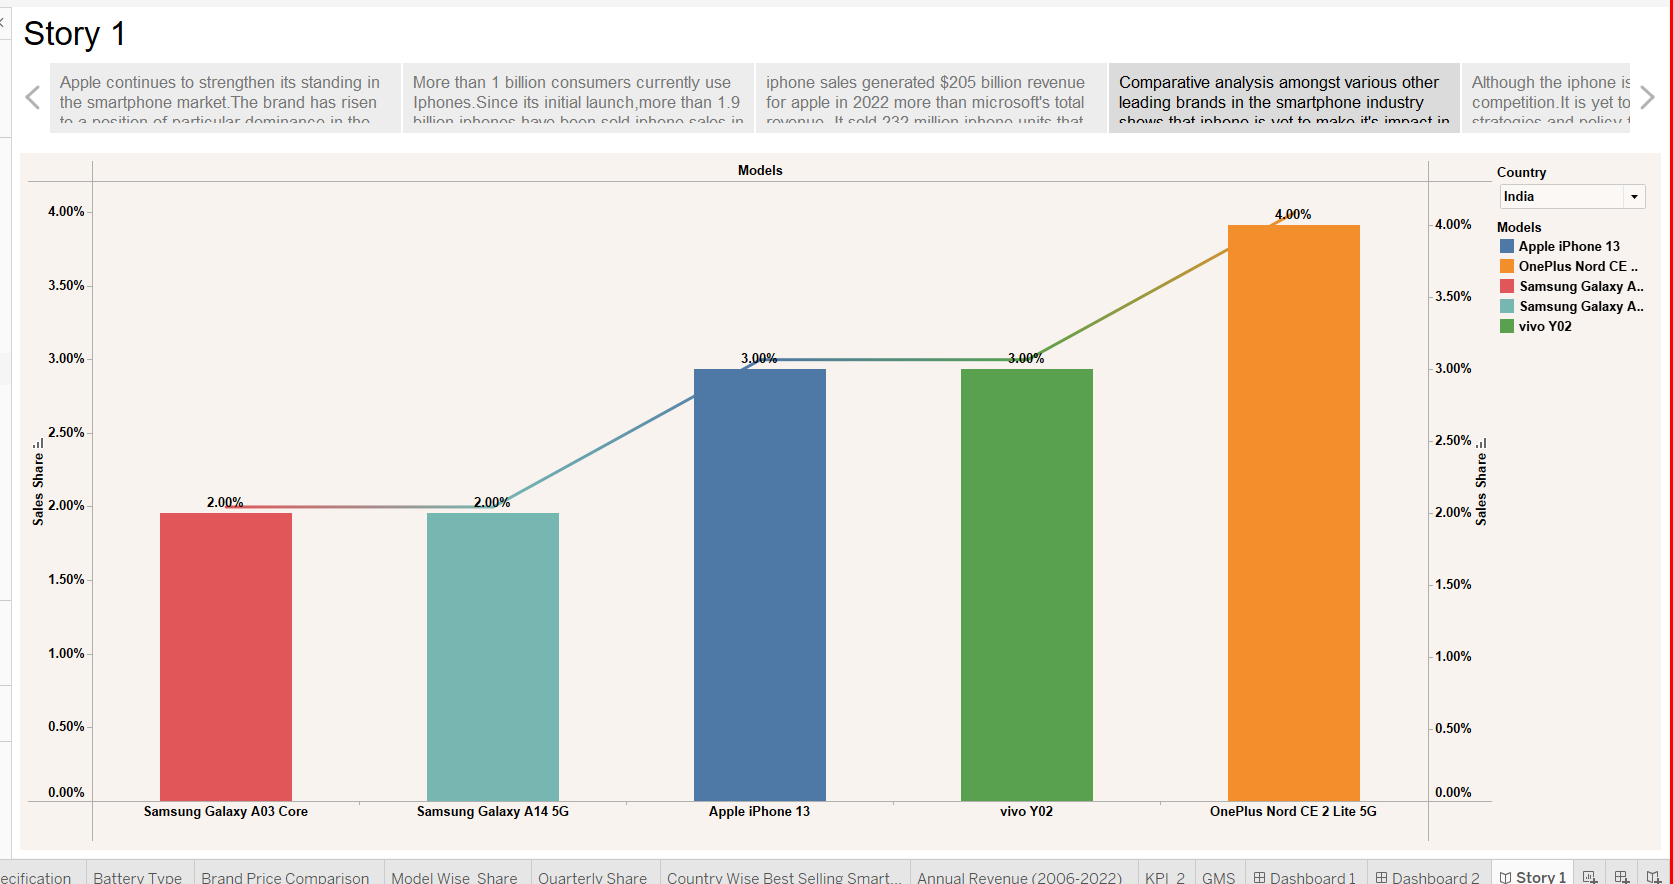 Story 1
Apple continues to strengthen its standing in
the smartphone market.The brand has risen
to a position of particular dominance in the
More than 1 billion consumers currently use
Iphones.Since its initial launch,more than 1.9
billion iphones have been sold iphone sales in
iphone sales generated $205 billion revenue
for apple in 2022 more than microsoft's total
revenue. It sold 232 million iphone units that
Comparative analysis amongst various other
leading brands in the smartphone industry
shows that iphone is yet to make it's impact in
Although the iphone is
competition.It is yet to
strategies and policy
Models
4.00%
3.50%
3.00%
2.50%
2.00%
1.50%
1.00%
0.50%
0.00%
Sales Share
2.00%
2.00%
3.00%
3.00%
4.00%
Samsung Galaxy A03 Core
Samsung Galaxy A14 5G
Apple iPhone 13
vivo Y02
OnePlus Nord CE 2 Lite 5G
4.00%
3.50%
3.00%
2.50%
2.00%
1.50%
1.00%
0.50%
0.00%
Sales Share
Country
India
Models
Apple iPhone 13
OnePlus Nord CE ..
Samsung Galaxy A..
Samsung Galaxy A..
vivo Y02
ecification
Battery Type
Brand Price Comparison
Model Wise Share
Quarterly Share
Country Wise Best Selling Smart...
Annual Revenue (2006-2022)
KPI_2
GMS
Dashboard 1
Dashboard 2
Story 1